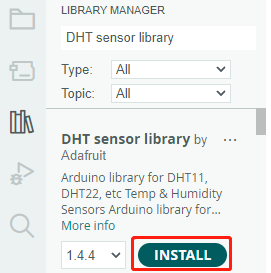 LIBRARY MANAGER
DHT sensor library
Type: All
Topic: All
DHT sensor library by ...
Adafruit
Arduino library for DHT11,
DHT22, etc Temp & Humidity
Sensors Arduino library for...
More info
1.4.4 INSTALL